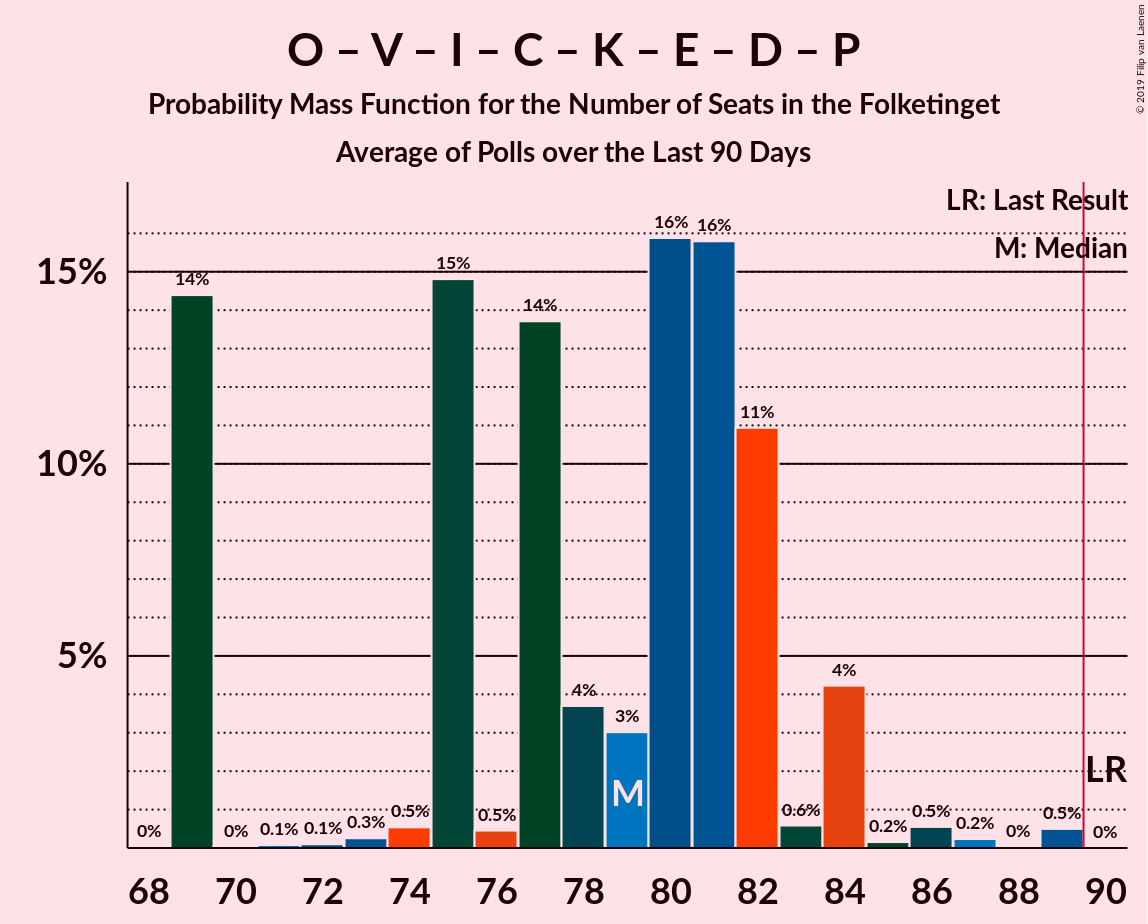 O – V – I – C – K – E – D – P
Probability Mass Function for the Number of Seats in the Folketinget
Average of Polls over the Last 90 Days
© 2019 Filip van Laenen
LR: Last Result
M: Median
15%
10%
5%
0%
14%
0%
0.1%
0.1%
0.3%
0.5%
15%
0.5%
14%
4%
3%
16%
16%
11%
0.6%
4%
0.2%
0.5%
0.2%
0%
0.5%
0%
M
LR
68 70 72 74 76 78 80 82 84 86 88 90